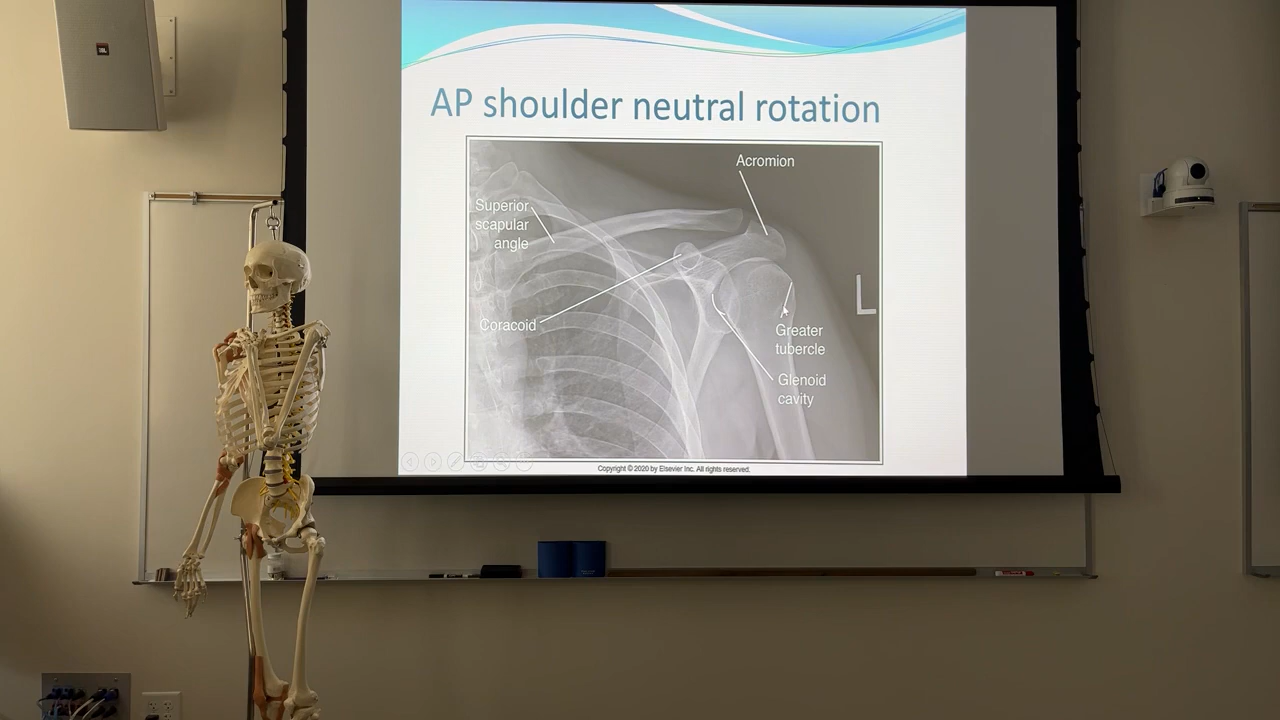 JBL
AP shoulder neutral rotation
Acromion
Superior
scapular
angle
Coracoid
L
Greater
tubercle
Glenoid
cavity
Copyright © 2020 by Elsevier Inc. All rights reserved.